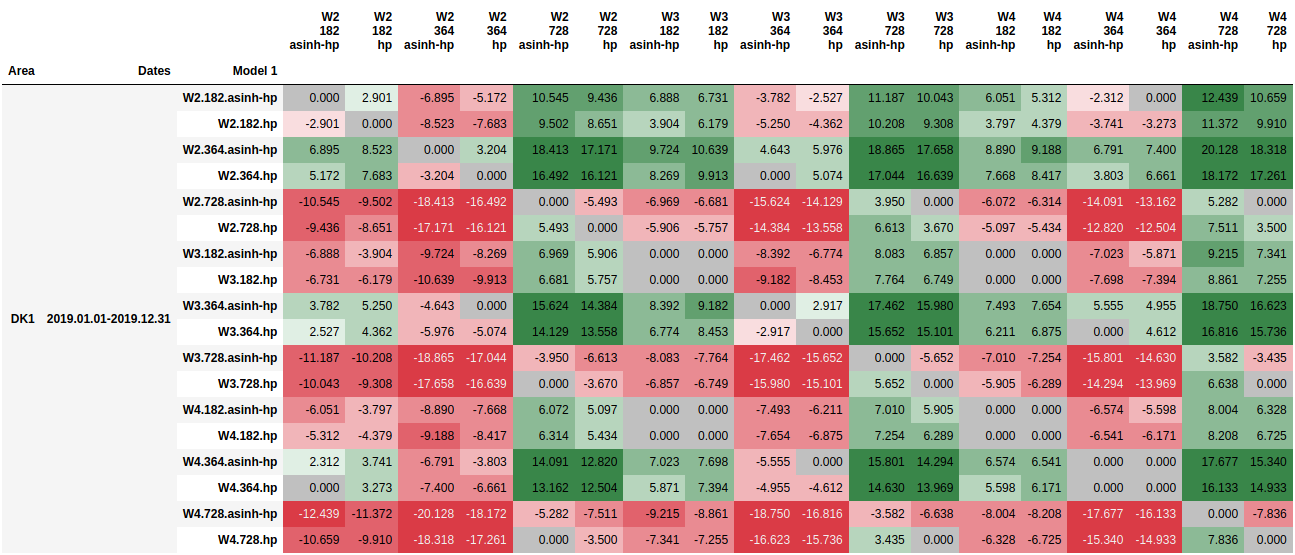 W2 W2 W2 W2 W2 W2 W3 W3 W3 W3 W3 W3 W4 W4 W4 W4 W4 W4
182 182 364 364 728 728 182 182 364 364 728 728 182 182 364 364 728 728
asinh-hp hp asinh-hp hp asinh-hp hp asinh-hp hp asinh-hp hp asinh-hp hp asinh-hp hp asinh-hp hp asinh-hp hp
Area Dates Model 1
W2.182.asinh-hp 0.000 2.901 -6.895 -5.172 10.545 9.436 6.888 6.731 -3.782 -2.527 11.187 10.043 6.051 5.312 -2.312 0.000 12.439 10.659
W2.182.hp -2.901 0.000 -8.523 -7.683 9.502 8.651 3.904 6.179 -5.250 -4.362 10.208 9.308 3.797 4.379 -3.741 -3.273 11.372 9.910
W2.364.asinh-hp 6.895 8.523 0.000 3.204 18.413 17.171 9.724 10.639 4.643 5.976 18.865 17.658 8.890 9.188 6.791 7.400 20.128 18.318
W2.364.hp 5.172 7.683 -3.204 0.000 16.492 16.121 8.269 9.913 0.000 5.074 17.044 16.639 7.668 8.417 3.803 6.661 18.172 17.261
W2.728.asinh-hp -10.545 -9.502 -18.413 -16.492 0.000 -5.493 -6.969 -6.681 -15.624 -14.129 3.950 0.000 -6.072 -6.314 -14.091 -13.162 5.282 0.000
W2.728.hp -9.436 -8.651 -17.171 -16.121 5.493 0.000 -5.906 -5.757 -14.384 -13.558 6.613 3.670 -5.097 -5.434 -12.820 -12.504 7.511 3.500
W3.182.asinh-hp -6.888 -3.904 -9.724 -8.269 6.969 5.906 0.000 0.000 -8.392 -6.774 8.083 6.857 0.000 0.000 -7.023 -5.871 9.215 7.341
W3.182.hp -6.731 -6.179 -10.639 -9.913 6.681 5.757 0.000 0.000 -9.182 -8.453 7.764 6.749 0.000 0.000 -7.698 -7.394 8.861 7.255
DK1 2019.01.01-2019.12.31 W3.364.asinh-hp 3.782 5.250 -4.643 0.000 15.624 14.384 8.392 9.182 0.000 2.917 17.462 15.980 7.493 7.654 5.555 4.955 18.750 16.623
W3.364.hp 2.527 4.362 -5.976 -5.074 14.129 13.558 6.774 8.453 -2.917 0.000 15.652 15.101 6.211 6.875 0.000 4.612 16.816 15.736
W3.728.asinh-hp -11.187 -10.208 -18.865 -17.044 -3.950 -6.613 -8.083 -7.764 -17.462 -15.652 0.000 -5.652 -7.010 -7.254 -15.801 -14.630 3.582 -3.435
W3.728.hp -10.043 -9.308 -17.658 -16.639 0.000 -3.670 -6.857 -6.749 -15.980 -15.101 5.652 0.000 -5.905 -6.289 -14.294 -13.969 6.638 0.000
W4.182.asinh-hp -6.051 -3.797 -8.890 -7.668 6.072 5.097 0.000 0.000 -7.493 -6.211 7.010 5.905 0.000 0.000 -6.574 -5.598 8.004 6.328
W4.182.hp -5.312 -4.379 -9.188 -8.417 6.314 5.434 0.000 0.000 -7.654 -6.875 7.254 6.289 0.000 0.000 -6.541 -6.171 8.208 6.725
W4.364.asinh-hp 2.312 3.741 -6.791 -3.803 14.091 12.820 7.023 7.698 -5.555 0.000 15.801 14.294 6.574 6.541 0.000 0.000 17.677 15.340
W4.364.hp 0.000 3.273 -7.400 -6.661 13.162 12.504 5.871 7.394 -4.955 -4.612 14.630 13.969 5.598 6.171 0.000 0.000 16.133 14.933
W4.728.asinh-hp -12.439 -11.372 -20.128 -18.172 -5.282 -7.511 -9.215 -8.861 -18.750 -16.816 -3.582 -6.638 -8.004 -8.208 -17.677 -16.133 0.000 -7.836
W4.728.hp -10.659 -9.910 -18.318 -17.261 0.000 -3.500 -7.341 -7.255 -16.623 -15.736 3.435 0.000 -6.328 -6.725 -15.340 -14.933 7.836 0.000